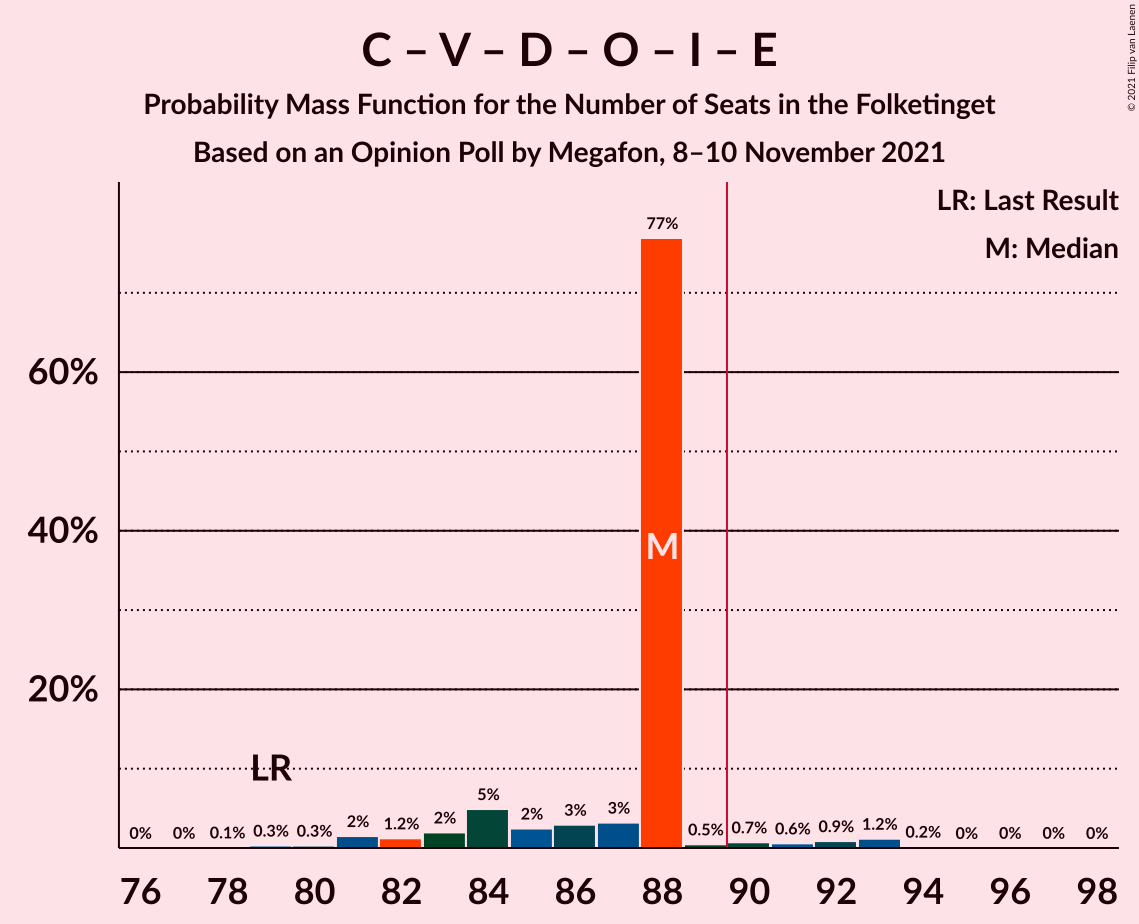 C – V – D – O – I – E
Probability Mass Function for the Number of Seats in the Folketinget
Based on an Opinion Poll by Megafon, 8–10 November 2021
© 2021 Filip van Laenen
LR: Last Result
M: Median
77%
60%
40%
M
20%
LR
0% 0% 0.1% 0.3% 0.3% 2% 1.2% 2% 5% 2% 3% 3% 0.5% 0.7% 0.6% 0.9% 1.2% 0.2% 0% 0% 0% 0%
76 78 80 82 84 86 88 90 92 94 96 98